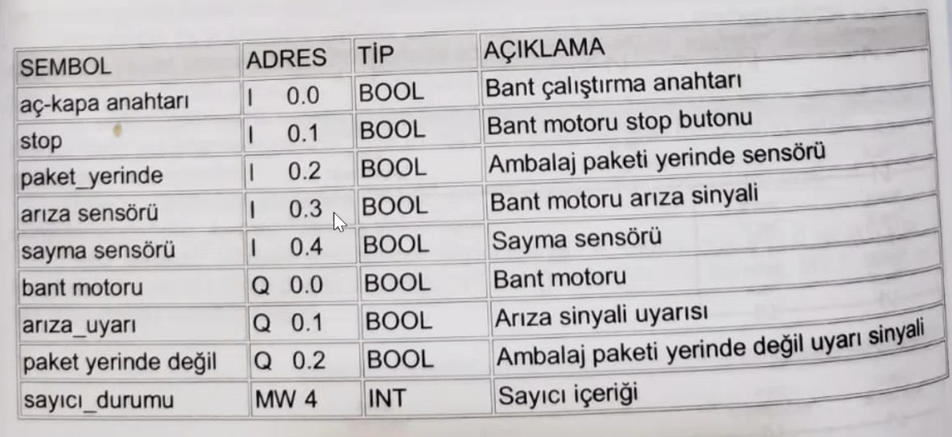 SEMBOL ADRES TİP AÇIKLAMA
aç-kapa anahtarı I 0.0 BOOL Bant çalıştırma anahtarı
stop I 0.1 BOOL Bant motoru stop butonu
paket_yerinde I 0.2 BOOL Ambalaj paketi yerinde sensörü
arıza sensörü I 0.3 BOOL Bant motoru arıza sinyali
sayma sensörü I 0.4 BOOL Sayma sensörü
bant motoru Q 0.0 BOOL Bant motoru
arıza_uyarı Q 0.1 BOOL Arıza sinyali uyarısı
paket yerinde değil Q 0.2 BOOL Ambalaj paketi yerinde değil uyarı sinyali
sayıcı_durumu MW 4 INT Sayıcı içeriği